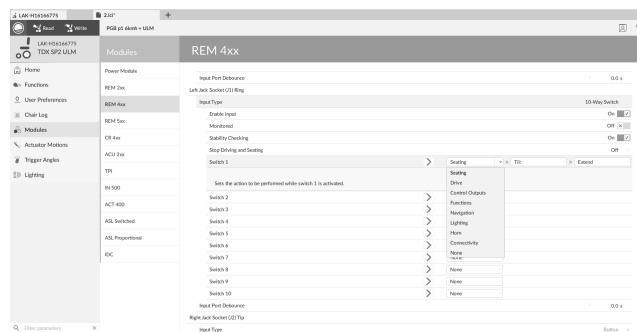 LAK-H16166775
2.lci*
+
Read
Write
PGB p5 6kmh + ULM
LAK-H16166775
TDX SP2 ULM
Home
Functions
User Preferences
Chair Log
Modules
Actuator Motions
Trigger Angles
Lighting
Filter parameters
×
Modules
Power Module
REM 2xx
REM 4xx
REM 5xx
CR 4xx
ACU 2xx
TPI
IN 500
ACT 400
ASL Switched
ASL Proportional
IDC
REM 4xx
Input Port Debounce 0.0 s
Left Jack Socket (J1) Ring
Input Type 10-Way Switch
Enable Input On
Monitored Off
Stability Checking On
Stop Driving and Seating Off
Switch 1 Seating > Tilt: > Extend
Sets the action to be performed while switch 1 is activated.
Seating
Drive
Control Outputs
Functions
Navigation
Lighting
Horn
Connectivity
None
Switch 2
Switch 3
Switch 4
Switch 5
Switch 6
Switch 7 None
Switch 8 None
Switch 9 None
Switch 10 None
Input Port Debounce 0.0 s
Right Jack Socket (J2) Tip
Input Type Button